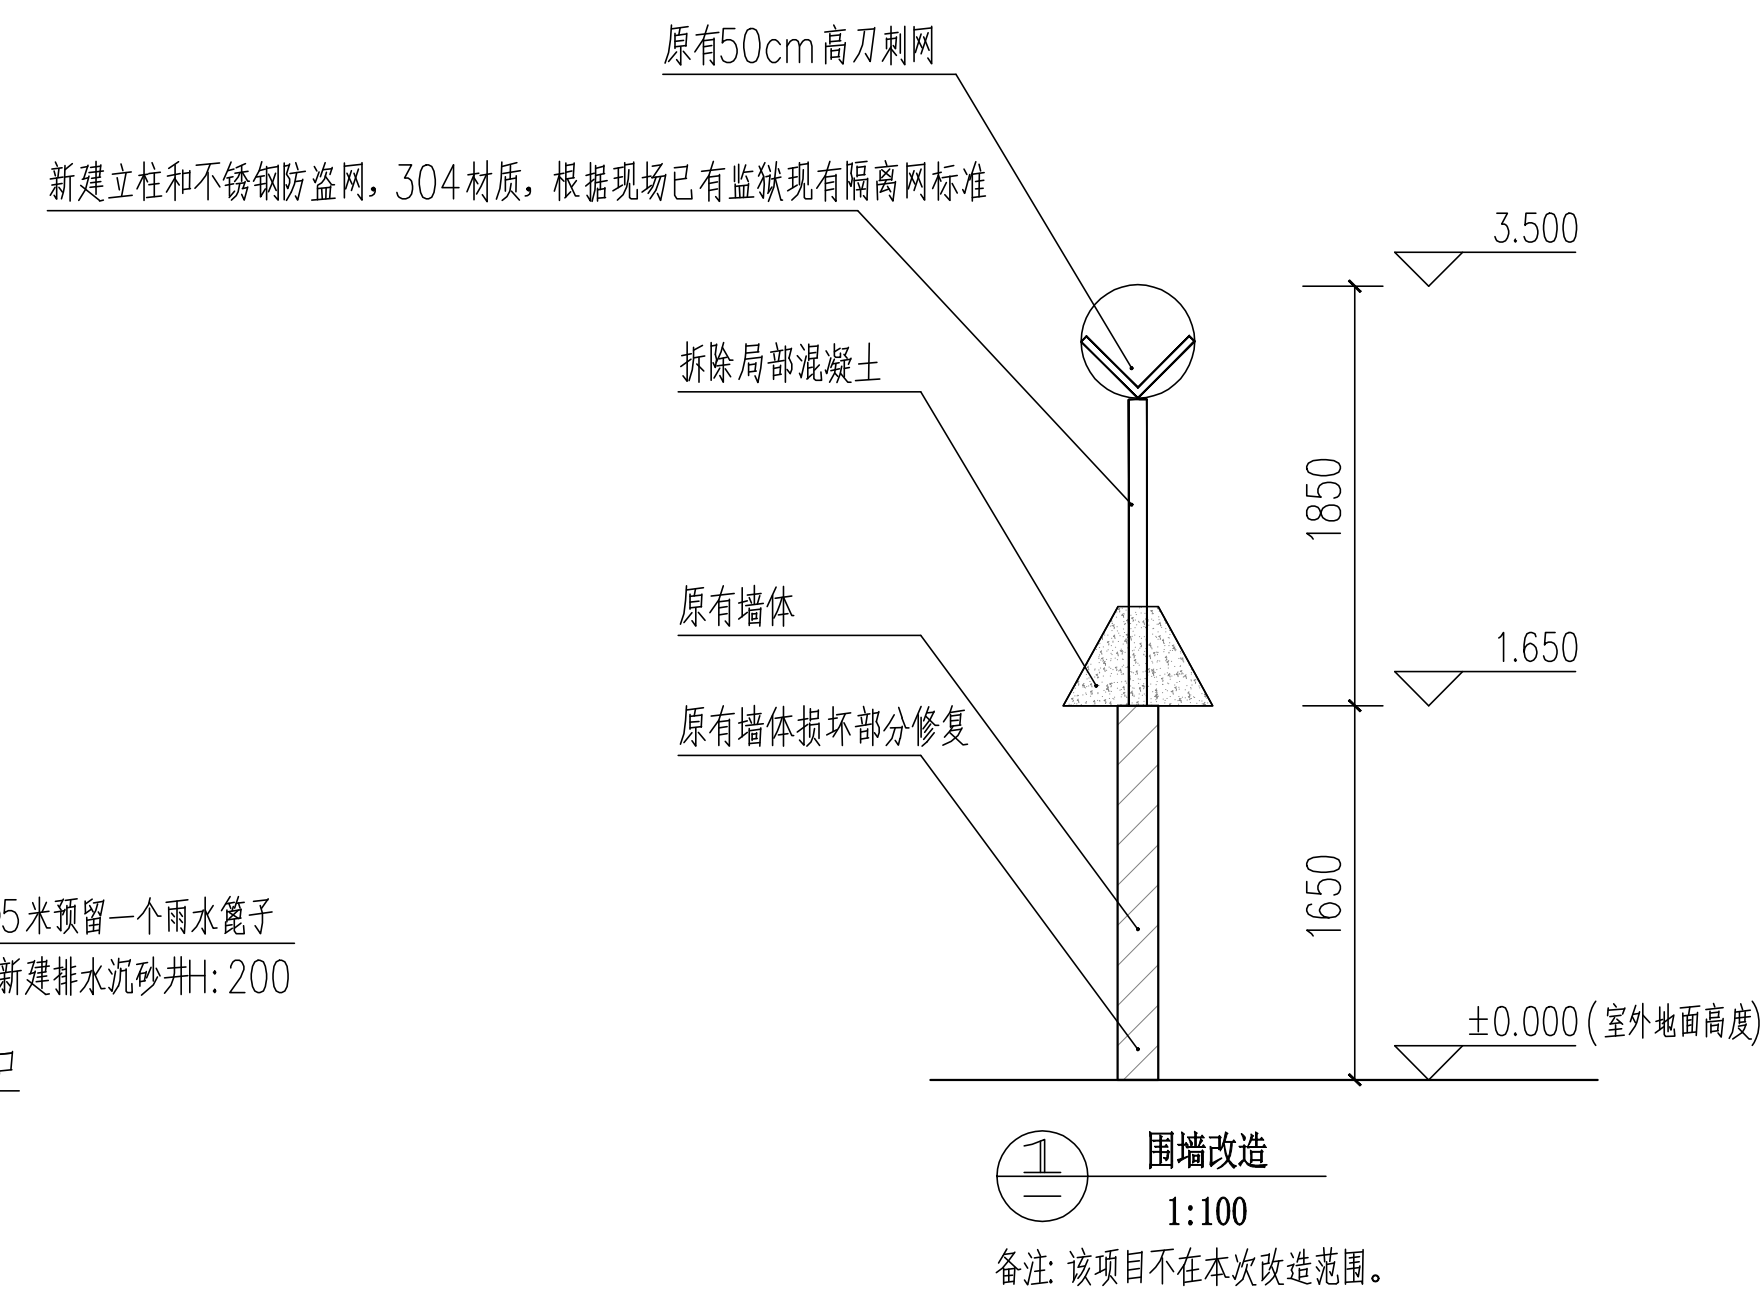 原有50cm高刀刺网
新建立柱和不锈钢防盗网，304材质，根据现场已有监狱现有隔离网标准
3.500
拆除局部混凝土
1850
原有墙体
1.650
原有墙体损坏部分修复
1650
5米预留一个雨水篦子
新建排水沉砂井H:200
±0.000(室外地面高度)
1
围墙改造
1:100
备注: 该项目不在本次改造范围。